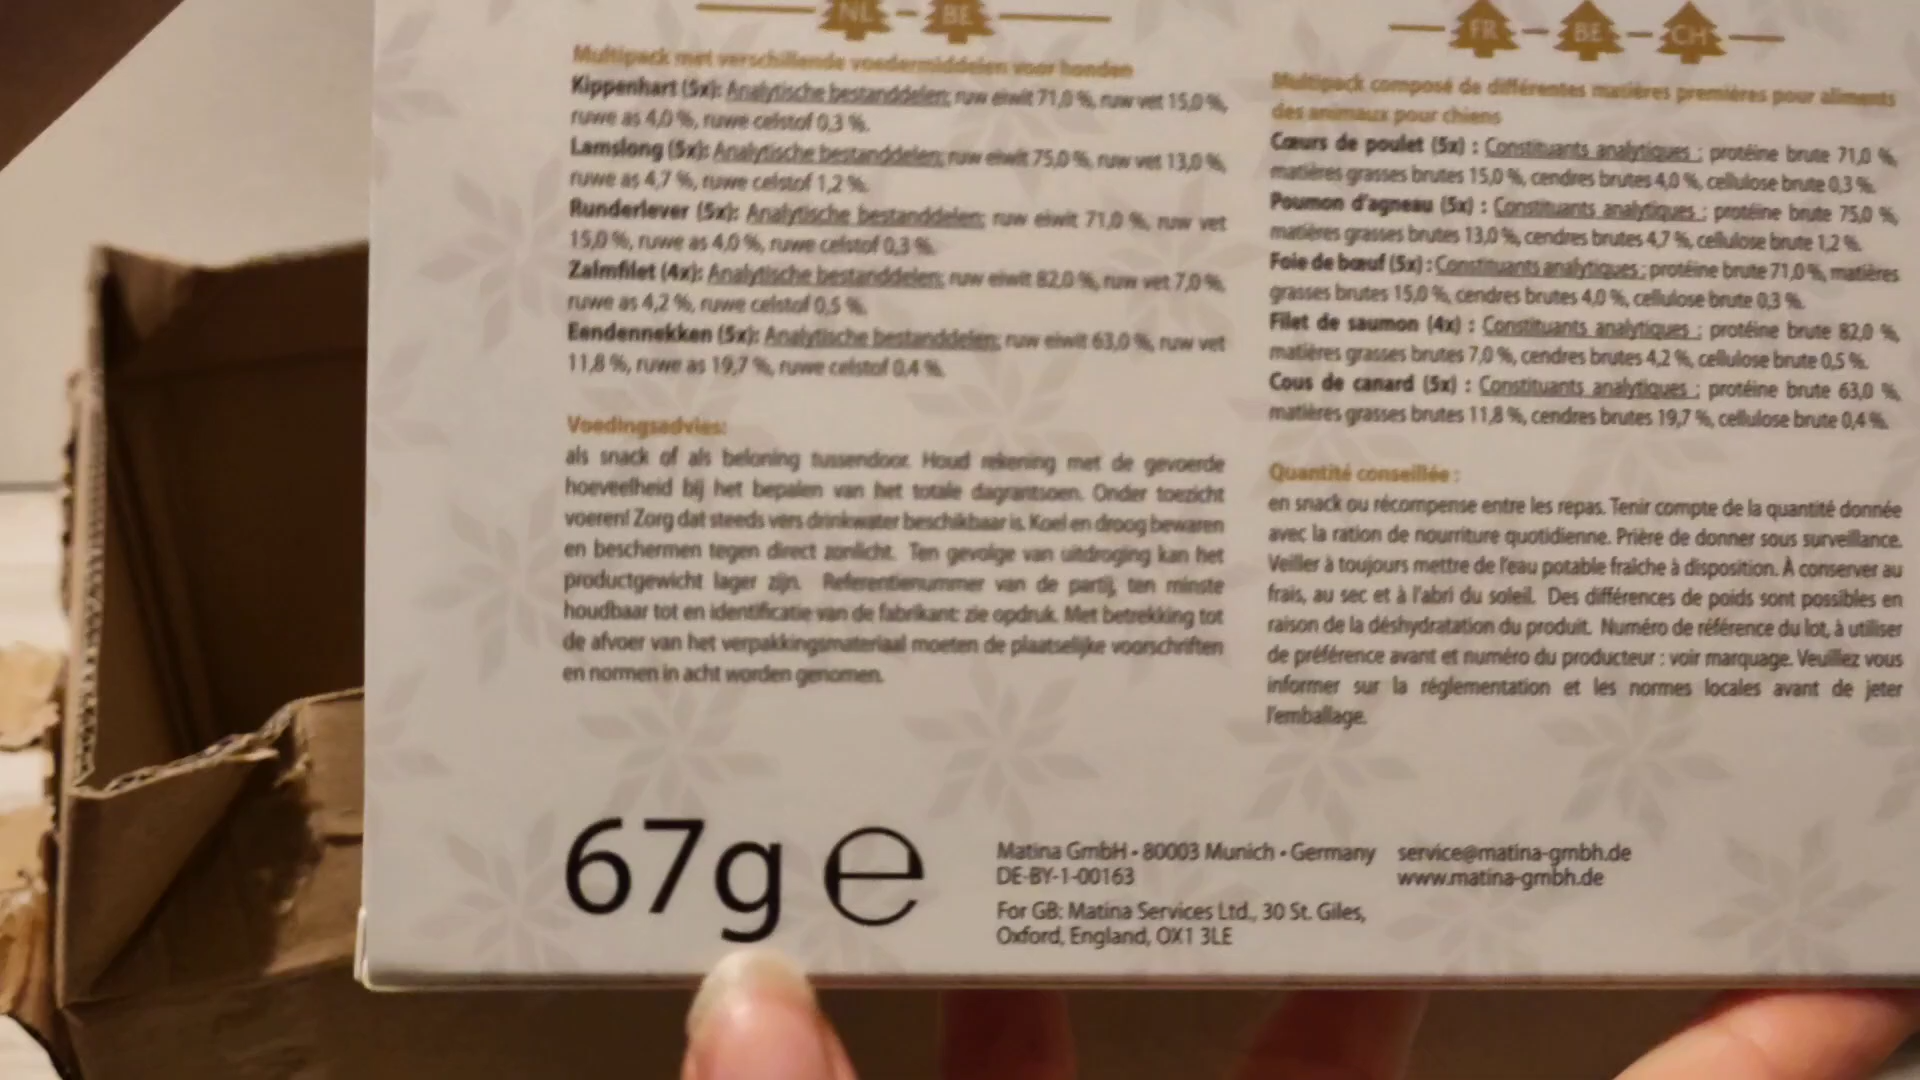 NL BE
Multipack met verschillende voedermiddelen voor honden
Kippenhart (5x): Analytische bestanddelen: ruw eiwit 71,0 %, ruw vet 15,0 %,
ruwe as 4,0 %, ruwe celstof 0,3 %.
Lamslong (5x): Analytische bestanddelen: ruw eiwit 75,0 %, ruw vet 13,0 %,
ruwe as 4,7 %, ruwe celstof 1,2 %.
Runderlever (5x): Analytische bestanddelen: ruw eiwit 71,0 %, ruw vet
15,0 %, ruwe as 4,0 %, ruwe celstof 0,3 %.
Zalmfilet (4x): Analytische bestanddelen: ruw eiwit 82,0 %, ruw vet 7,0 %,
ruwe as 4,2 %, ruwe celstof 0,5 %.
Eendennekken (5x): Analytische bestanddelen: ruw eiwit 63,0 %, ruw vet
11,8 %, ruwe as 19,7 %, ruwe celstof 0,4 %.
Voedingsadvies:
als snack of als beloning tussendoor. Houd rekening met de gevoerde
hoeveelheid bij het bepalen van het totale dagrantsoen. Onder toezicht
voeren! Zorg dat steeds vers drinkwater beschikbaar is. Koel en droog bewaren
en beschermen tegen direct zonlicht. Ten gevolge van uitdroging kan het
productgewicht lager zijn. Referentienummer van de partij, ten minste
houdbaar tot en identificatie van de fabrikant: zie opdruk. Met betrekking tot
de afvoer van het verpakkingsmateriaal moeten de plaatselijke voorschriften
en normen in acht worden genomen.
FR BE CH
Multipack composé de différentes matières premières pour aliments
des animaux pour chiens
Cœurs de poulet (5x) : Constituants analytiques : protéine brute 71,0 %,
matières grasses brutes 15,0 %, cendres brutes 4,0 %, cellulose brute 0,3 %.
Poumon d'agneau (5x) : Constituants analytiques : protéine brute 75,0 %,
matières grasses brutes 13,0 %, cendres brutes 4,7 %, cellulose brute 1,2 %.
Foie de bœuf (5x) : Constituants analytiques : protéine brute 71,0 %, matières
grasses brutes 15,0 %, cendres brutes 4,0 %, cellulose brute 0,3 %.
Filet de saumon (4x) : Constituants analytiques : protéine brute 82,0 %,
matières grasses brutes 7,0 %, cendres brutes 4,2 %, cellulose brute 0,5 %.
Cous de canard (5x) : Constituants analytiques : protéine brute 63,0 %,
matières grasses brutes 11,8 %, cendres brutes 19,7 %, cellulose brute 0,4 %.
Quantité conseillée :
en snack ou récompense entre les repas. Tenir compte de la quantité donnée
avec la ration de nourriture quotidienne. Prière de donner sous surveillance.
Veiller à toujours mettre de l'eau potable fraîche à disposition. À conserver au
frais, au sec et à l'abri du soleil. Des différences de poids sont possibles en
raison de la déshydratation du produit. Numéro de référence du lot, à utiliser
de préférence avant et numéro du producteur : voir marquage. Veuillez vous
informer sur la réglementation et les normes locales avant de jeter
l'emballage.
67g ℮
Matina GmbH • 80003 Munich • Germany
DE-BY-1-00163
For GB: Matina Services Ltd., 30 St. Giles,
Oxford, England, OX1 3LE
service@matina-gmbh.de
www.matina-gmbh.de